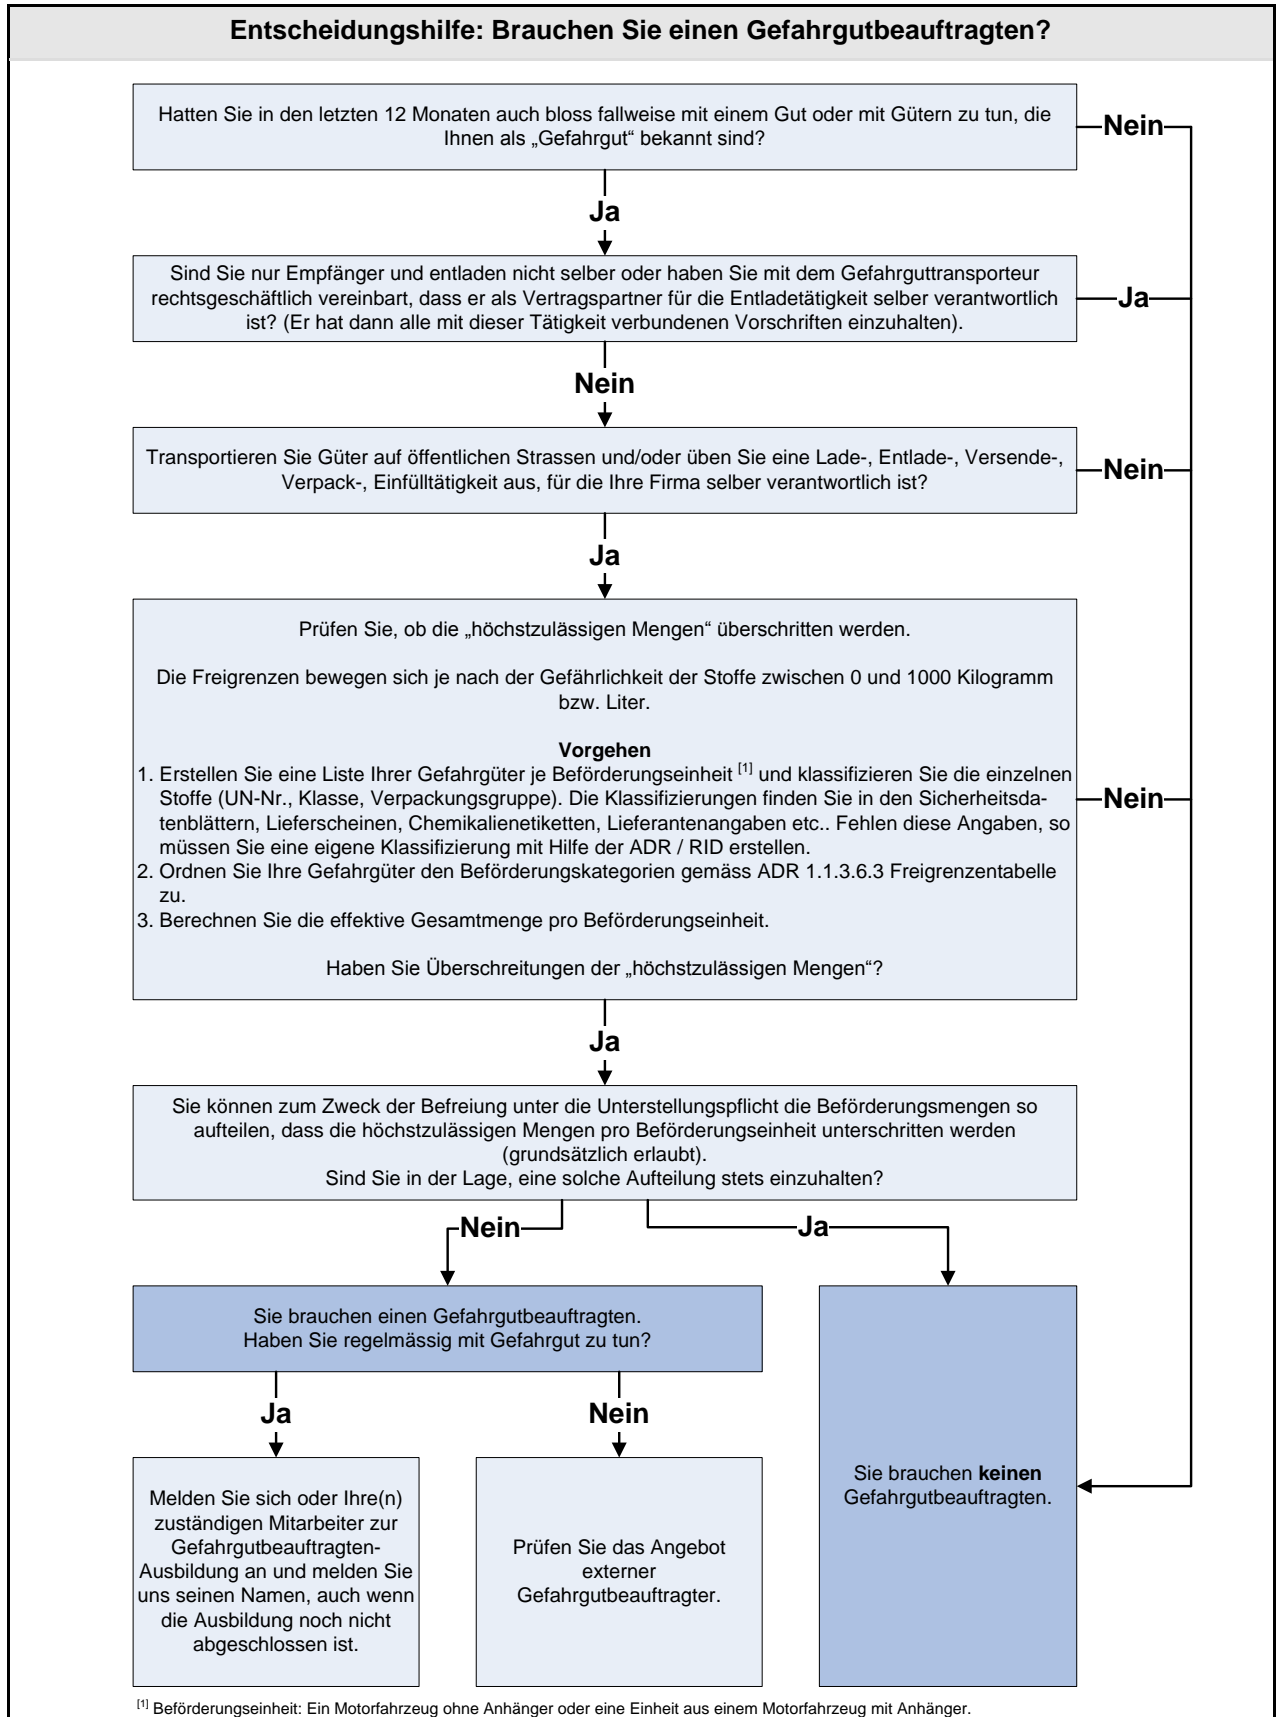 Entscheidungshilfe: Brauchen Sie einen Gefahrgutbeauftragten?
Hatten Sie in den letzten 12 Monaten auch bloss fallweise mit einem Gut oder mit Gütern zu tun, die
Ihnen als „Gefahrgut“ bekannt sind?
Nein
Ja
Sind Sie nur Empfänger und entladen nicht selber oder haben Sie mit dem Gefahrguttransporteur
rechtsgeschäftlich vereinbart, dass er als Vertragspartner für die Entladetätigkeit selber verantwortlich
ist? (Er hat dann alle mit dieser Tätigkeit verbundenen Vorschriften einzuhalten).
Ja
Nein
Transportieren Sie Güter auf öffentlichen Strassen und/oder üben Sie eine Lade-, Entlade-, Versende-,
Verpack-, Einfülltätigkeit aus, für die Ihre Firma selber verantwortlich ist?
Nein
Ja
Prüfen Sie, ob die „höchstzulässigen Mengen“ überschritten werden.
Die Freigrenzen bewegen sich je nach der Gefährlichkeit der Stoffe zwischen 0 und 1000 Kilogramm
bzw. Liter.
Vorgehen
1. Erstellen Sie eine Liste Ihrer Gefahrgüter je Beförderungseinheit [1] und klassifizieren Sie die einzelnen
Stoffe (UN-Nr., Klasse, Verpackungsgruppe). Die Klassifizierungen finden Sie in den Sicherheitsda-
tenblättern, Lieferscheinen, Chemikalienetiketten, Lieferantenangaben etc.. Fehlen diese Angaben, so
müssen Sie eine eigene Klassifizierung mit Hilfe der ADR / RID erstellen.
2. Ordnen Sie Ihre Gefahrgüter den Beförderungskategorien gemäss ADR 1.1.3.6.3 Freigrenzentabelle
zu.
3. Berechnen Sie die effektive Gesamtmenge pro Beförderungseinheit.
Haben Sie Überschreitungen der „höchstzulässigen Mengen“?
Nein
Ja
Sie können zum Zweck der Befreiung unter die Unterstellungspflicht die Beförderungsmengen so
aufteilen, dass die höchstzulässigen Mengen pro Beförderungseinheit unterschritten werden
(grundsätzlich erlaubt).
Sind Sie in der Lage, eine solche Aufteilung stets einzuhalten?
Nein
Ja
Sie brauchen einen Gefahrgutbeauftragten.
Haben Sie regelmässig mit Gefahrgut zu tun?
Ja
Nein
Melden Sie sich oder Ihre(n)
zuständigen Mitarbeiter zur
Gefahrgutbeauftragten-
Ausbildung an und melden Sie
uns seinen Namen, auch wenn
die Ausbildung noch nicht
abgeschlossen ist.
Prüfen Sie das Angebot
externer
Gefahrgutbeauftragter.
Sie brauchen keinen
Gefahrgutbeauftragten.
[1] Beförderungseinheit: Ein Motorfahrzeug ohne Anhänger oder eine Einheit aus einem Motorfahrzeug mit Anhänger.